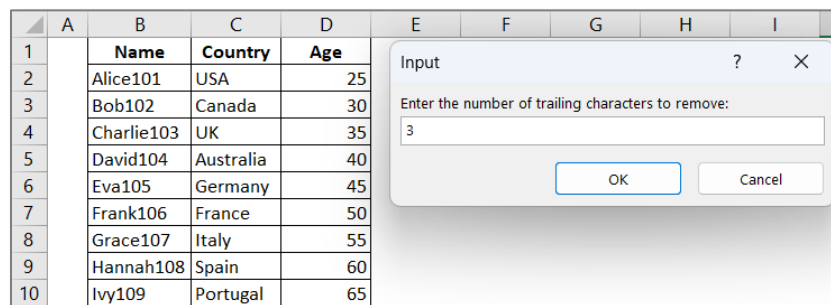 A B C D E F G H I
1 Name Country Age
2 Alice101 USA 25
3 Bob102 Canada 30
4 Charlie103 UK 35
5 David104 Australia 40
6 Eva105 Germany 45
7 Frank106 France 50
8 Grace107 Italy 55
9 Hannah108 Spain 60
10 Ivy109 Portugal 65
Input ? X
Enter the number of trailing characters to remove:
3
OK Cancel